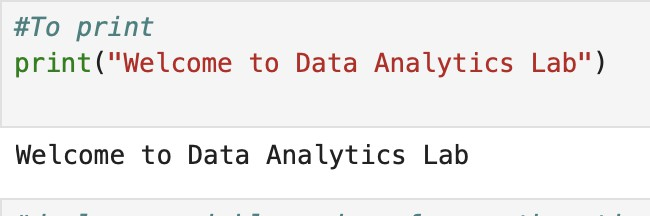 #To print
print("Welcome to Data Analytics Lab")
Welcome to Data Analytics Lab